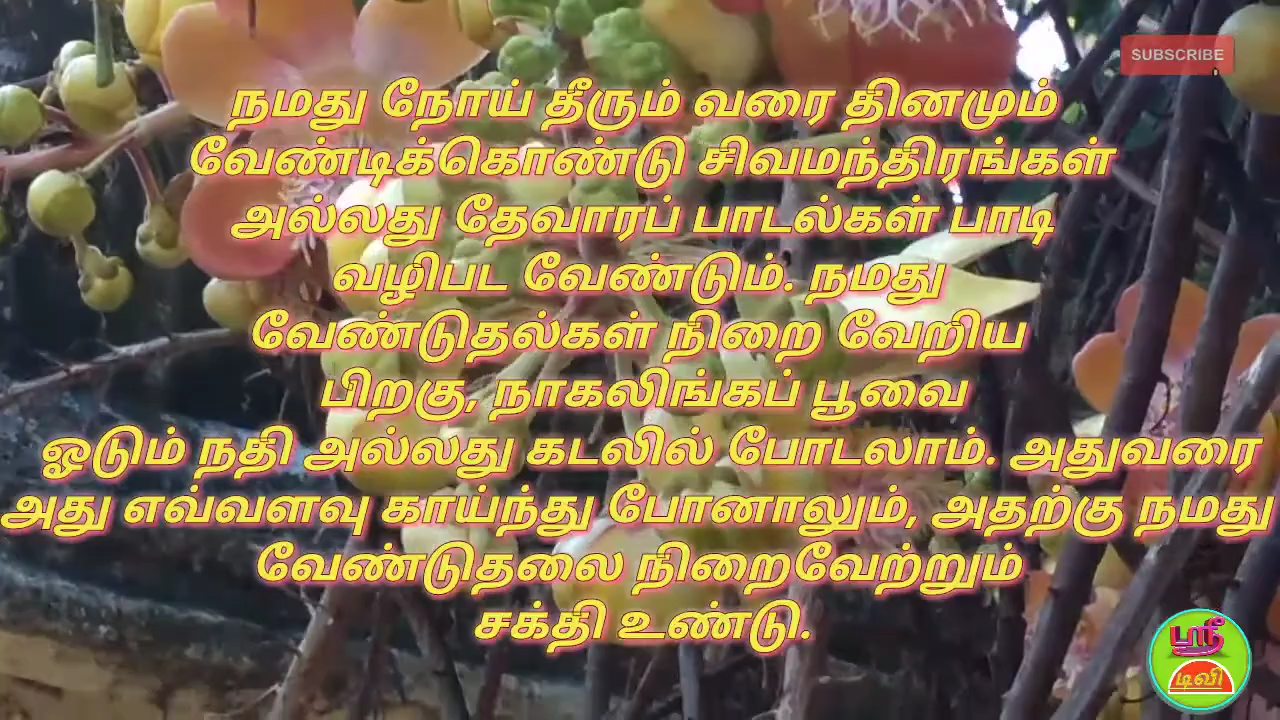 SUBSCRIBE
நமது நோய் தீரும் வரை தினமும்
வேண்டிக்கொண்டு சிவமந்திரங்கள்
அல்லது தேவாரப் பாடல்கள் பாடி
வழிபட வேண்டும். நமது
வேண்டுதல்கள் நிறை வேறிய
பிறகு, நாகலிங்கப் பூவை
ஓடும் நதி அல்லது கடலில் போடலாம். அதுவரை
அது எவ்வளவு காய்ந்து போனாலும், அதற்கு நமது
வேண்டுதலை நிறைவேற்றும்
சக்தி உண்டு.
ஸ்ரீ
டிவி